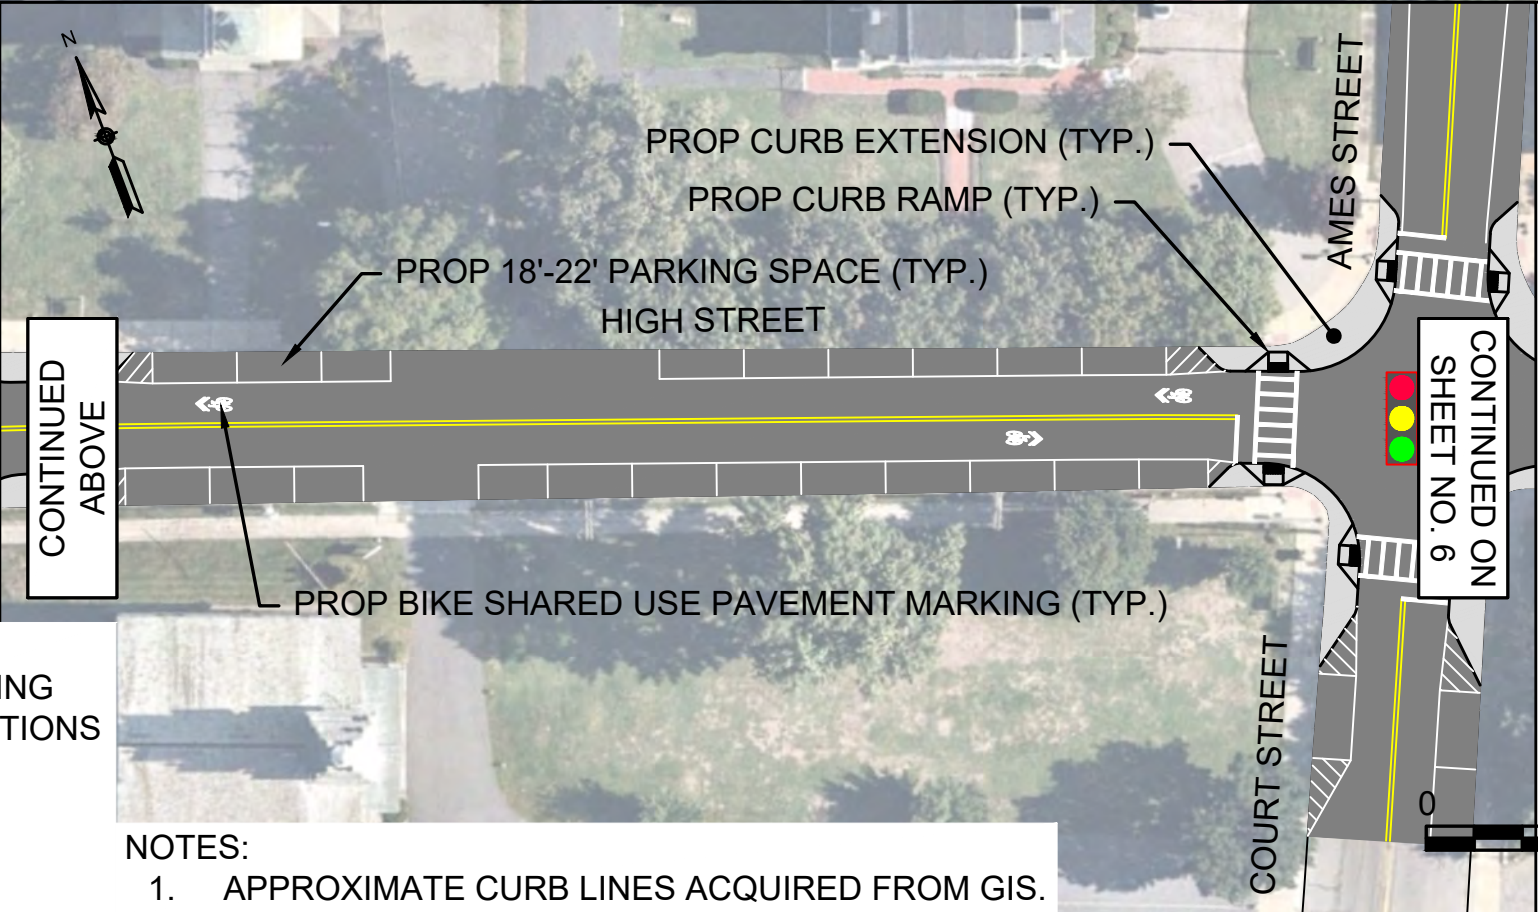 N
PROP CURB EXTENSION (TYP.)
PROP CURB RAMP (TYP.)
AMES STREET
PROP 18'-22' PARKING SPACE (TYP.)
HIGH STREET
CONTINUED
ABOVE
CONTINUED ON
SHEET NO. 6
PROP BIKE SHARED USE PAVEMENT MARKING (TYP.)
ING
TIONS
COURT STREET
0
NOTES:
1. APPROXIMATE CURB LINES ACQUIRED FROM GIS.